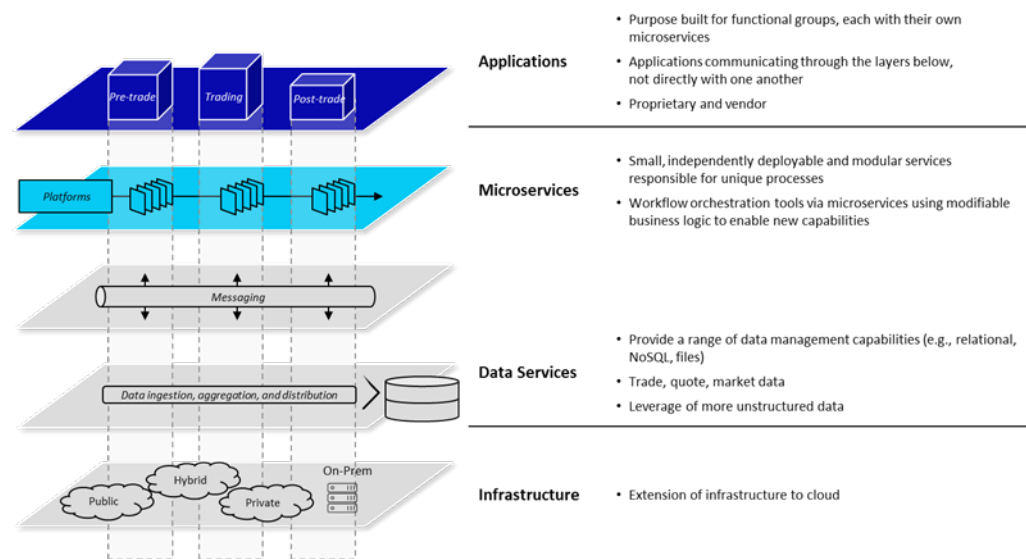 Pre-trade
Trading
Post-trade
Applications
• Purpose built for functional groups, each with their own
microservices
• Applications communicating through the layers below,
not directly with one another
• Proprietary and vendor
Platforms
Microservices
• Small, independently deployable and modular services
responsible for unique processes
• Workflow orchestration tools via microservices using modifiable
business logic to enable new capabilities
Messaging
Data ingestion, aggregation, and distribution
Data Services
• Provide a range of data management capabilities (e.g., relational,
NoSQL, files)
• Trade, quote, market data
• Leverage of more unstructured data
Public
Hybrid
Private
On-Prem
Infrastructure
• Extension of infrastructure to cloud